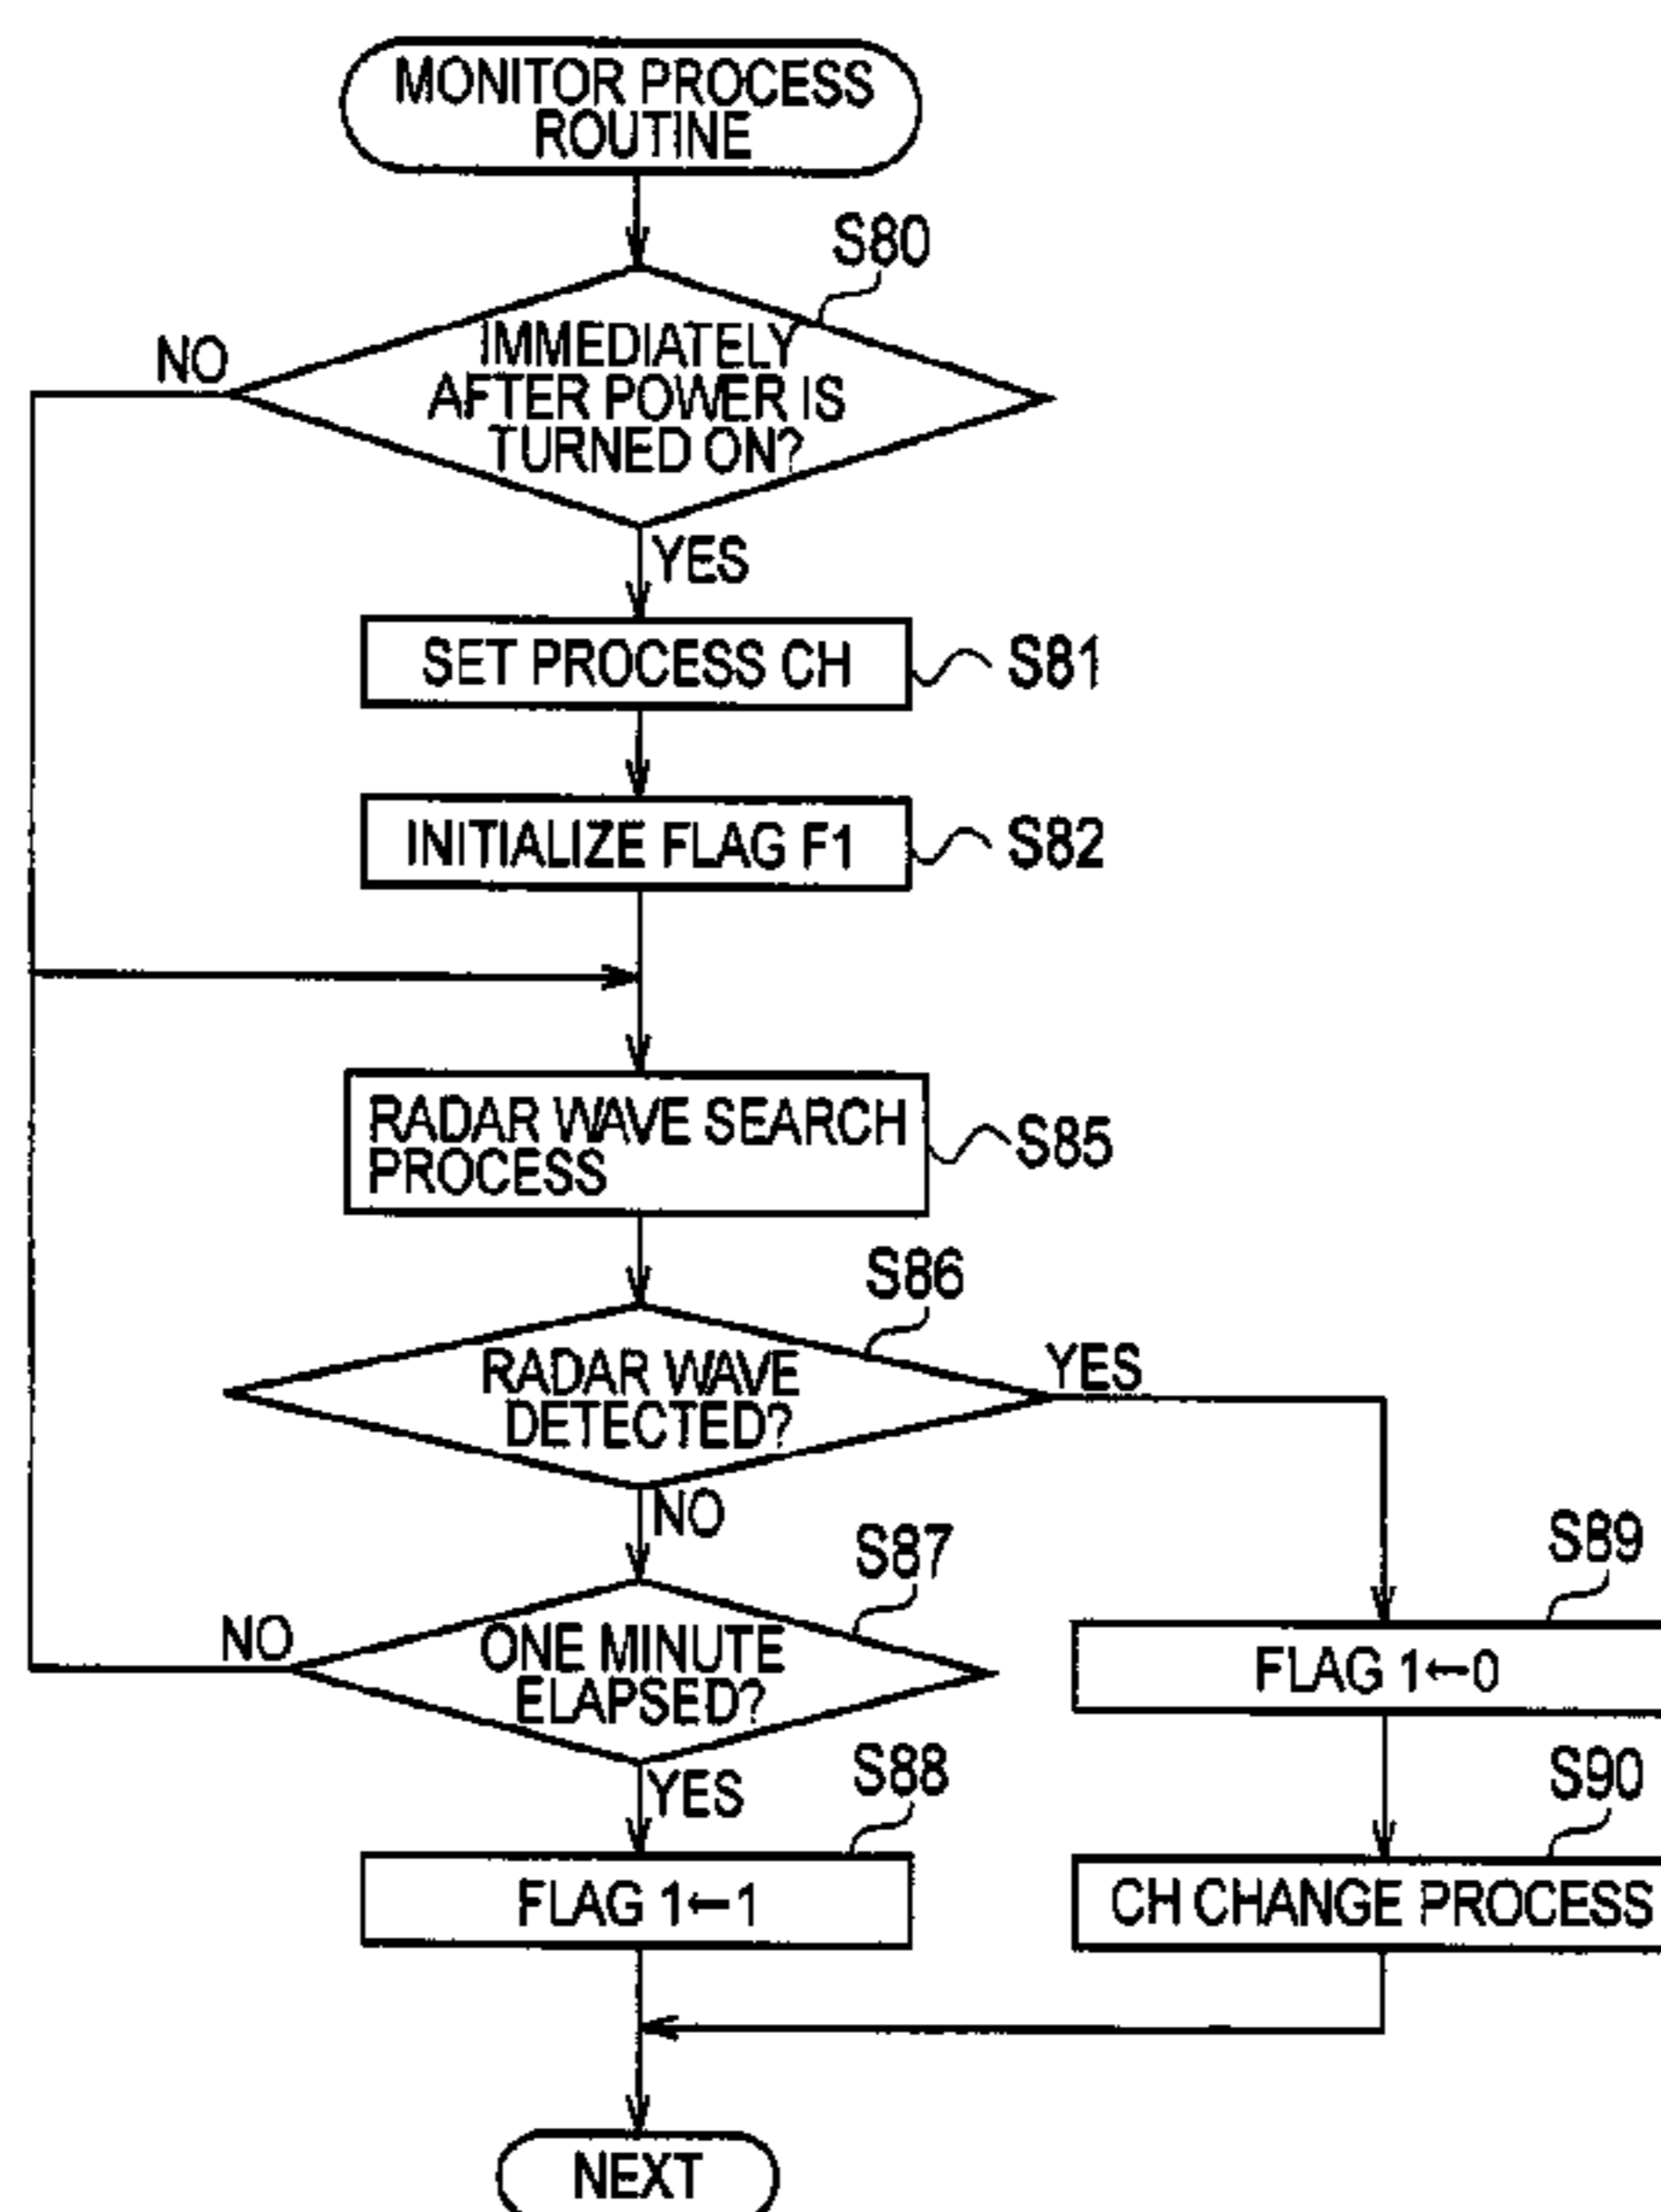 MONITOR PROCESS
ROUTINE
S80
NO
IMMEDIATELY
AFTER POWER IS
TURNED ON?
YES
SET PROCESS CH
S81
INITIALIZE FLAG F1
S82
RADAR WAVE SEARCH
PROCESS
S85
S86
RADAR WAVE
DETECTED?
YES
NO
S87
S89
NO
ONE MINUTE
ELAPSED?
FLAG 1←0
YES
S88
S90
FLAG 1←1
CH CHANGE PROCESS
NEXT